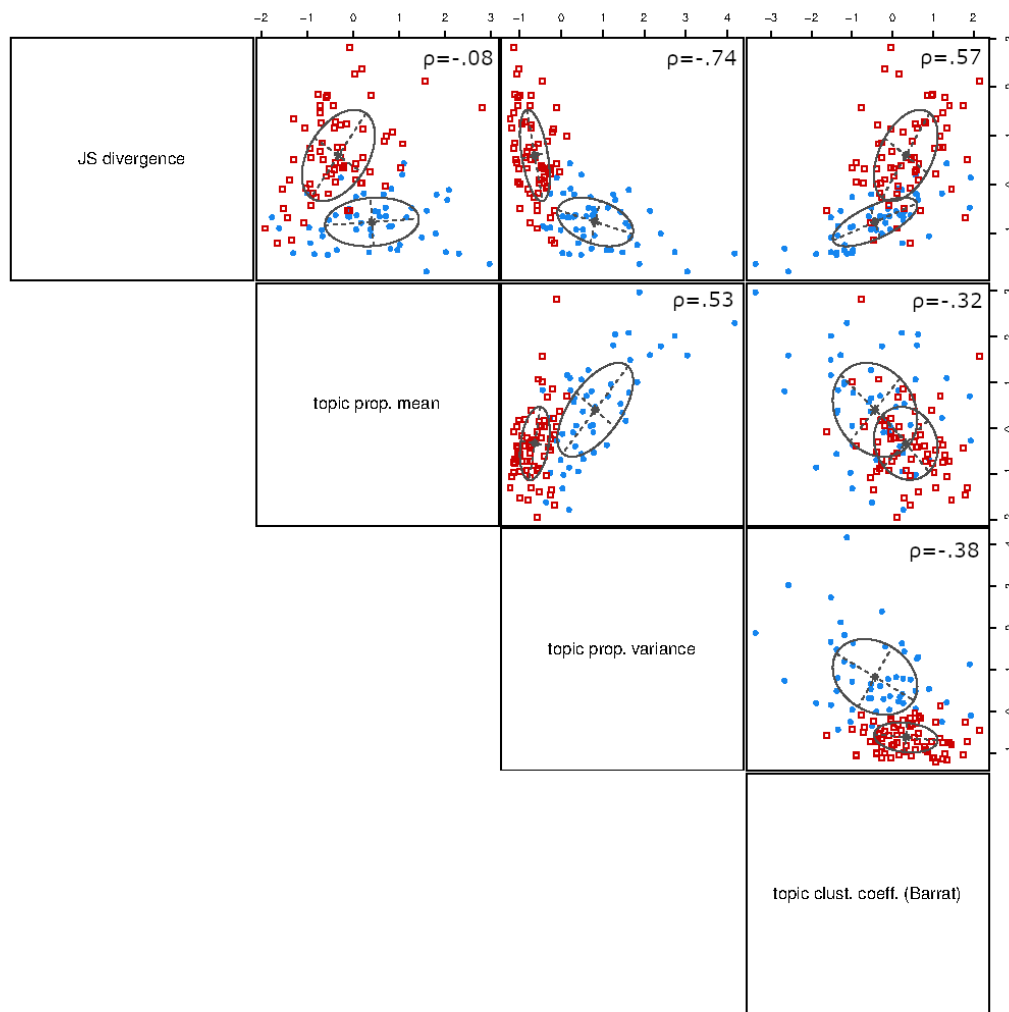 −2 −1 0 1 2 3 −1 0 1 2 3 4 −3 −2 −1 0 1 2
JS divergence
ρ=-.08
ρ=-.74
ρ=.57
topic prop. mean
ρ=.53
ρ=-.32
topic prop. variance
ρ=-.38
topic clust. coeff. (Barrat)